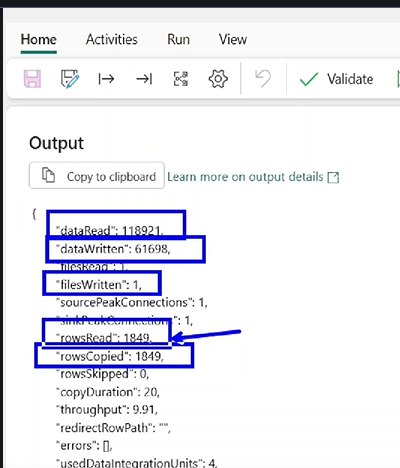 Home Activities Run View
Validate
Output
Copy to clipboard Learn more on output details
{
"dataRead": 118921,
"dataWritten": 61698,
"filesRead": 1,
"filesWritten": 1,
"sourcePeakConnections": 1,
"sinkPeakConnections": 1,
"rowsRead": 1849,
"rowsCopied": 1849,
"rowsSkipped": 0,
"copyDuration": 20,
"throughput": 9.91,
"redirectRowPath": "",
"errors": [],
"usedDataIntegrationUnits": 4,